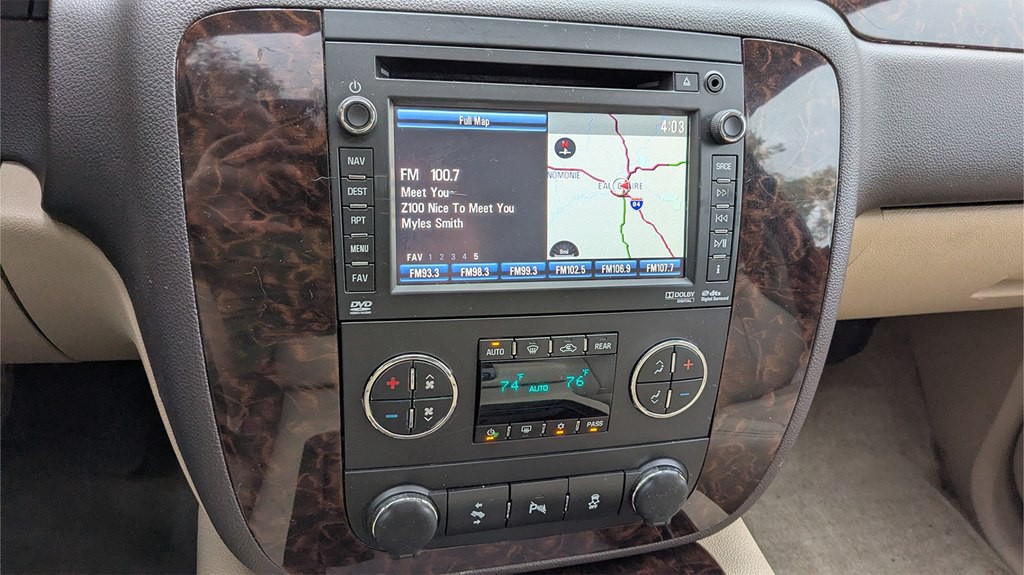 Full Map
4:03
FM 100.7
Meet You
Z100 Nice To Meet You
Myles Smith
FAV 1 2 3 4 5
FM93.3 FM98.3 FM99.3 FM102.5 FM106.9 FM107.7
N
NOMONIE
EAU CLAIRE
94
8mi
NAV
DEST
RPT
MENU
FAV
SRCE
i
DVD
DOLBY
DIGITAL
dts
Digital Surround
AUTO
REAR
74°F AUTO 76°F
PASS